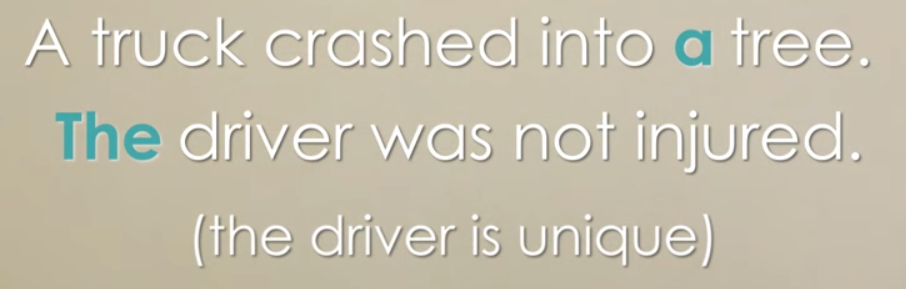 A truck crashed into a tree.
The driver was not injured.
(the driver is unique)